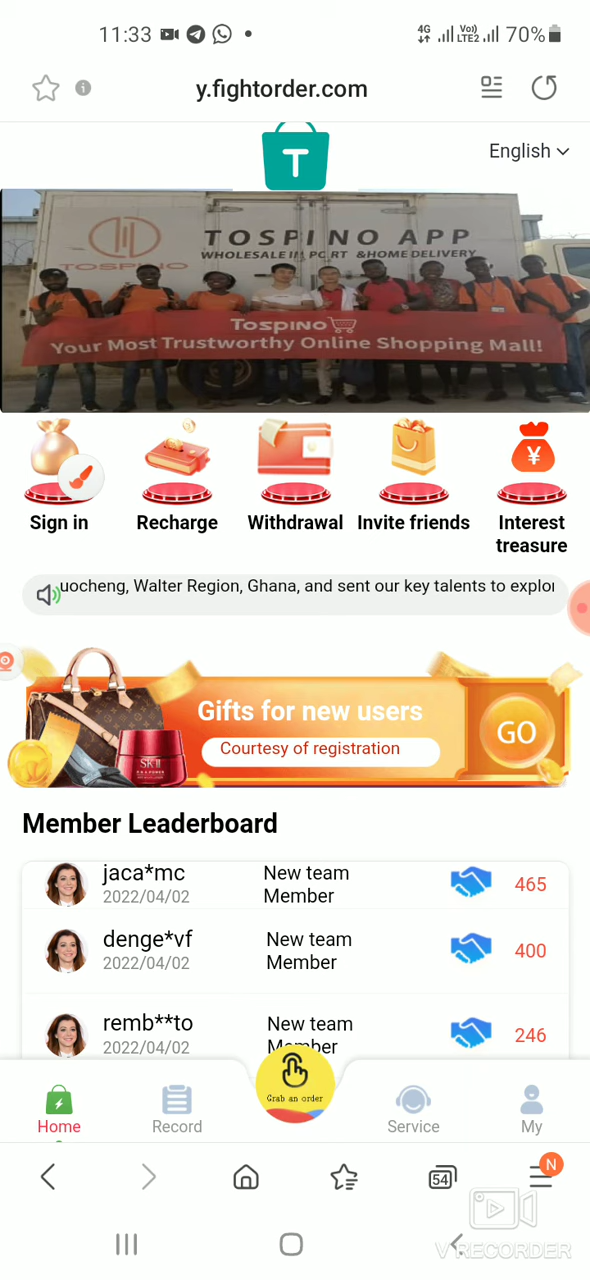 11:33
4G Vo)) LTE2 70%
y.fightorder.com
T
English
TOSPINO APP
WHOLESALE IMPORT &HOME DELIVERY
TOSPINO
TOSPINO
Your Most Trustworthy Online Shopping Mall!
¥
Sign in
Recharge
Withdrawal
Invite friends
Interest
treasure
uocheng, Walter Region, Ghana, and sent our key talents to explor
Gifts for new users
Courtesy of registration
GO
SK-II
Member Leaderboard
jaca*mc
2022/04/02
New team
Member
465
denge*vf
2022/04/02
New team
Member
400
remb**to
2022/04/02
New team
Member
246
Grab an order
Home
Record
Service
My
54
N
V RECORDER